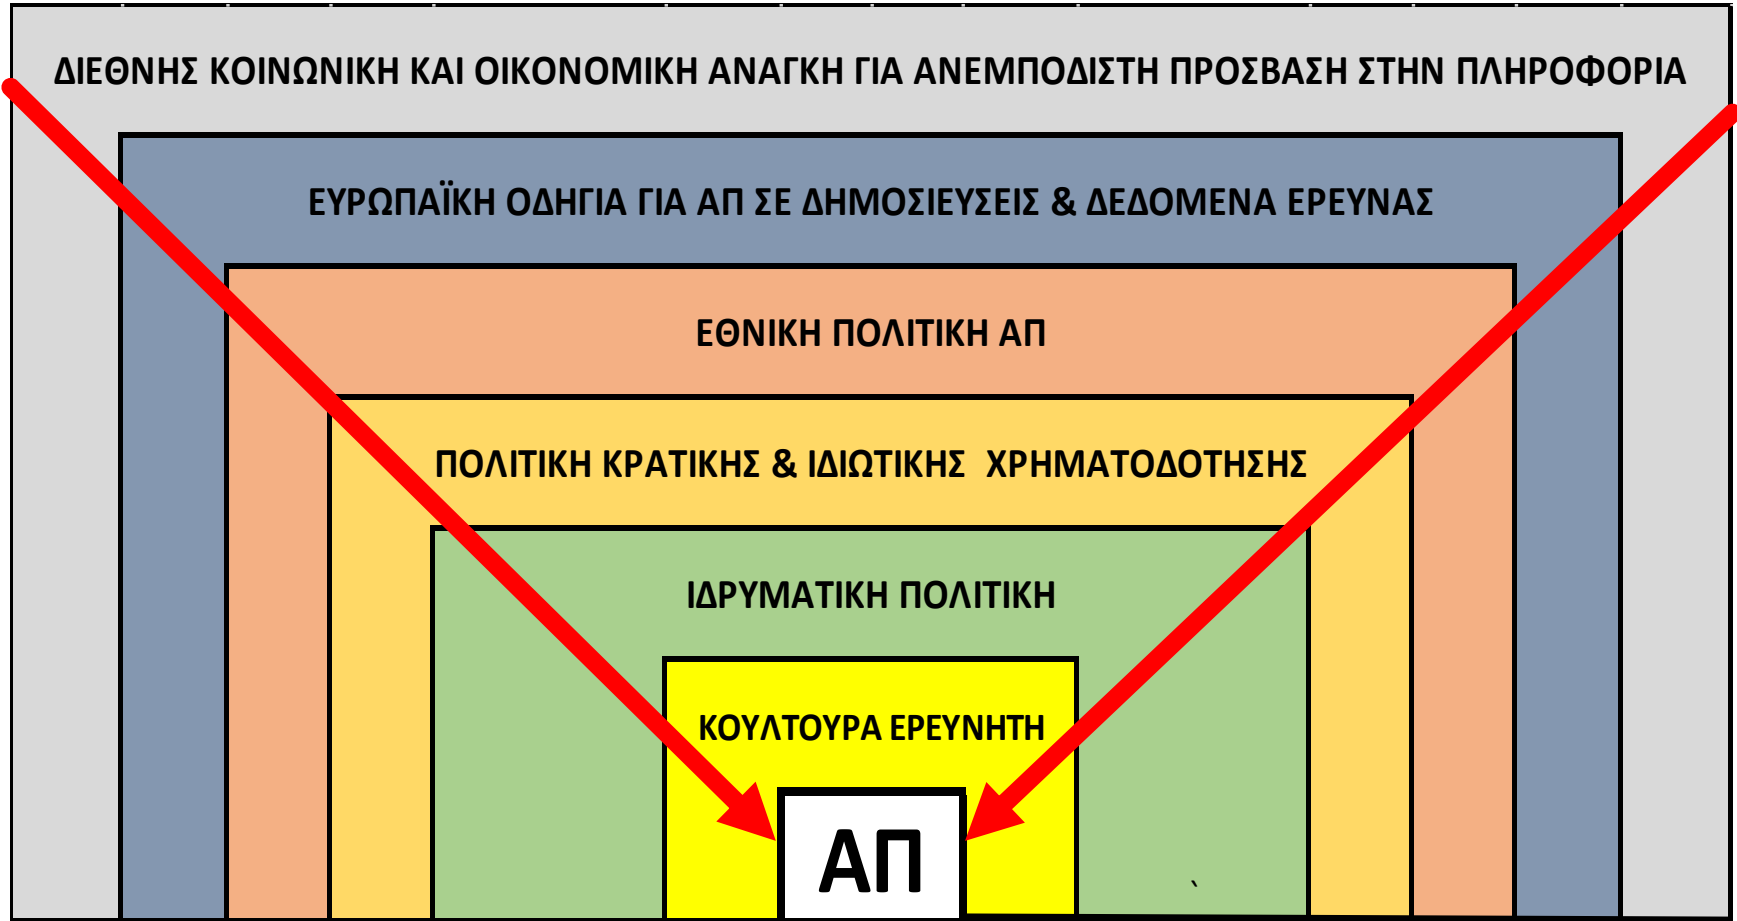 ΔΙΕΘΝΗΣ ΚΟΙΝΩΝΙΚΗ ΚΑΙ ΟΙΚΟΝΟΜΙΚΗ ΑΝΑΓΚΗ ΓΙΑ ΑΝΕΜΠΟΔΙΣΤΗ ΠΡΟΣΒΑΣΗ ΣΤΗΝ ΠΛΗΡΟΦΟΡΙΑ
ΕΥΡΩΠΑΪΚΗ ΟΔΗΓΙΑ ΓΙΑ ΑΠ ΣΕ ΔΗΜΟΣΙΕΥΣΕΙΣ & ΔΕΔΟΜΕΝΑ ΕΡΕΥΝΑΣ
ΕΘΝΙΚΗ ΠΟΛΙΤΙΚΗ ΑΠ
ΠΟΛΙΤΙΚΗ ΚΡΑΤΙΚΗΣ & ΙΔΙΩΤΙΚΗΣ ΧΡΗΜΑΤΟΔΟΤΗΣΗΣ
ΙΔΡΥΜΑΤΙΚΗ ΠΟΛΙΤΙΚΗ
ΚΟΥΛΤΟΥΡΑ ΕΡΕΥΝΗΤΗ
ΑΠ
`